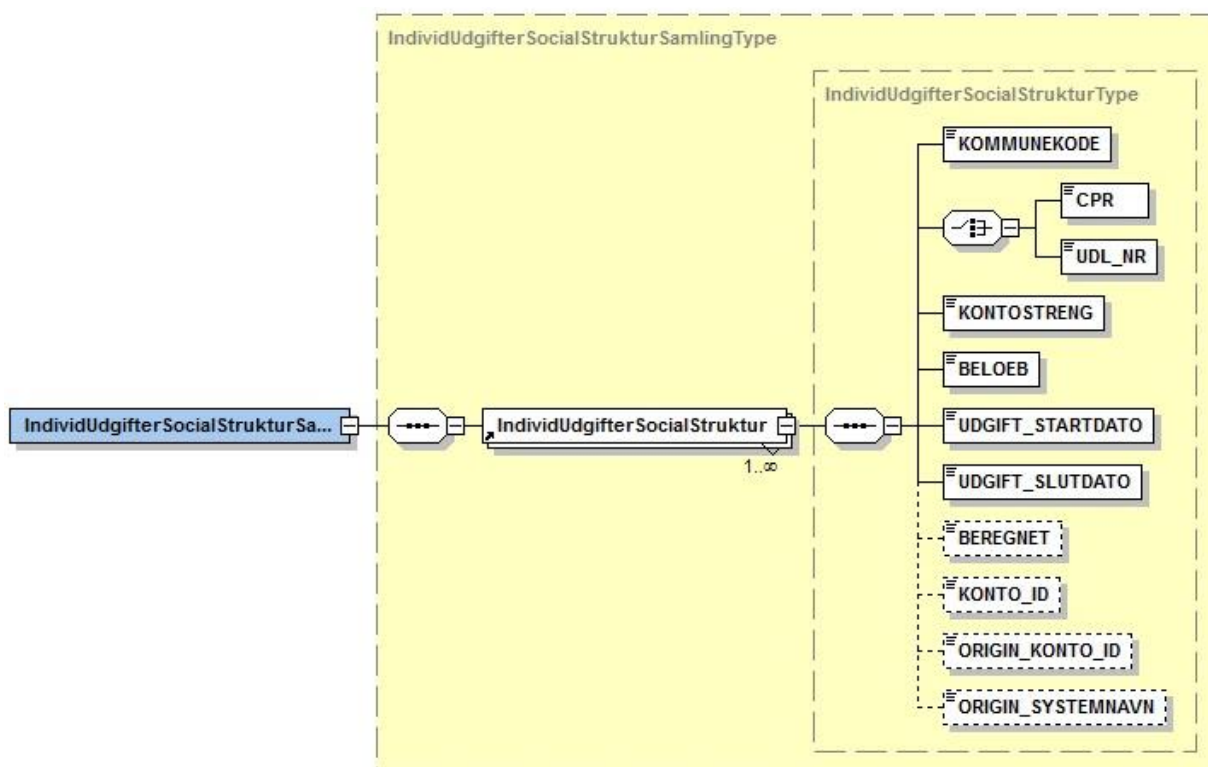 IndividUdgifterSocialStrukturSamlingType
IndividUdgifterSocialStrukturType
KOMMUNEKODE
CPR
UDL_NR
KONTOSTRENG
BELOEB
IndividUdgifterSocialStrukturSa...
IndividUdgifterSocialStruktur
1..∞
UDGIFT_STARTDATO
UDGIFT_SLUTDATO
BEREGNET
KONTO_ID
ORIGIN_KONTO_ID
ORIGIN_SYSTEMNAVN